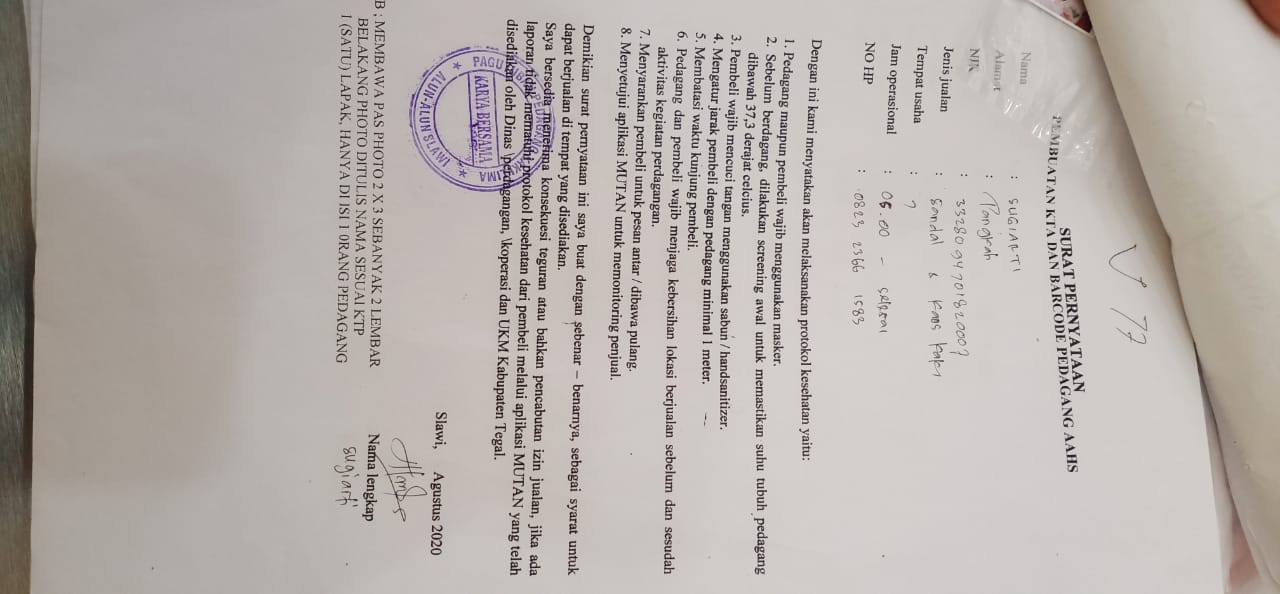 V 77
SURAT PERNYATAAN
PEMBUATAN KTA DAN BARCODE PEDAGANG AAHS
Nama : SUGIARTI
Alamat : Pangkah
NIK : 3328094701820007
Jenis jualan : Sandal & Kaos Kaki
Tempat usaha : 7
Jam operasional : 05.00 - selesai
NO HP : 0823 2366 1583
Dengan ini kami menyatakan akan melaksanakan protokol kesehatan yaitu:
1. Pedagang maupun pembeli wajib menggunakan masker.
2. Sebelum berdagang, dilakukan screening awal untuk memastikan suhu tubuh pedagang
dibawah 37,3 derajat celcius.
3. Pembeli wajib mencuci tangan menggunakan sabun / handsanitizer.
4. Mengatur jarak pembeli dengan pedagang minimal 1 meter.
5. Membatasi waktu kunjung pembeli.
6. Pedagang dan pembeli wajib menjaga kebersihan lokasi berjualan sebelum dan sesudah
aktivitas kegiatan perdagangan.
7. Menyarankan pembeli untuk pesan antar / dibawa pulang.
8. Menyetujui aplikasi MUTAN untuk memonitoring penjual.
Demikian surat pernyataan ini saya buat dengan sebenar – benarnya, sebagai syarat untuk
dapat berjualan di tempat yang disediakan.
Saya bersedia menerima konsekuesi teguran atau bahkan pencabutan izin jualan, jika ada
laporan tidak mematuhi protokol kesehatan dari pembeli melalui aplikasi MUTAN yang telah
disediakan oleh Dinas perdagangan, \koperasi dan UKM Kabupaten Tegal.
PEDAGANG
KARYA BERSAMA
ALUN-ALUN SLAWI
Slawi, Agustus 2020
Nama lengkap
sugiarti
B ; MEMBAWA PAS PHOTO 2 X 3 SEBANYAK 2 LEMBAR
BELAKANG PHOTO DITULIS NAMA SESUAI KTP
1 (SATU) LAPAK, HANYA DI ISI 1 0RANG PEDAGANG